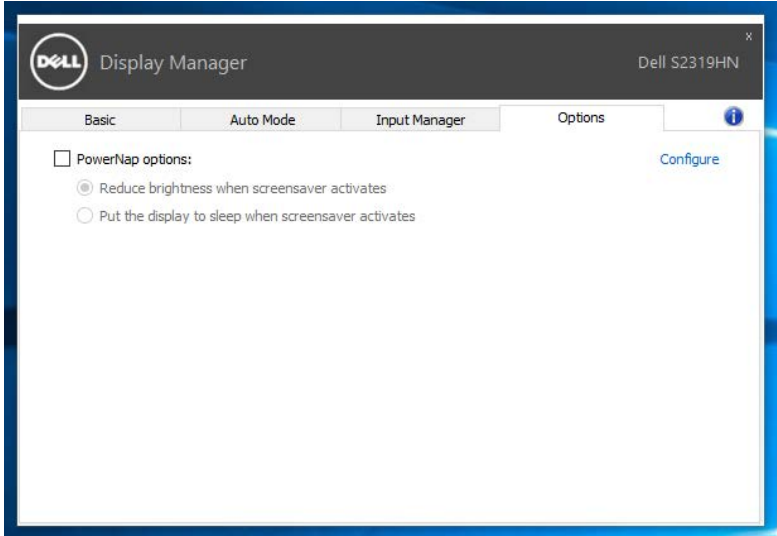 DELL
Display Manager
x
Dell S2319HN
Basic
Auto Mode
Input Manager
Options
i
PowerNap options:
Configure
Reduce brightness when screensaver activates
Put the display to sleep when screensaver activates